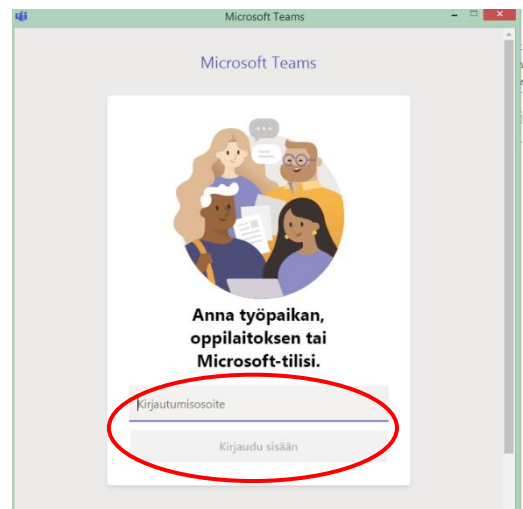 Microsoft Teams
Microsoft Teams
Anna työpaikan,
oppilaitoksen tai
Microsoft-tilisi.
Kirjautumisosoite
Kirjaudu sisään